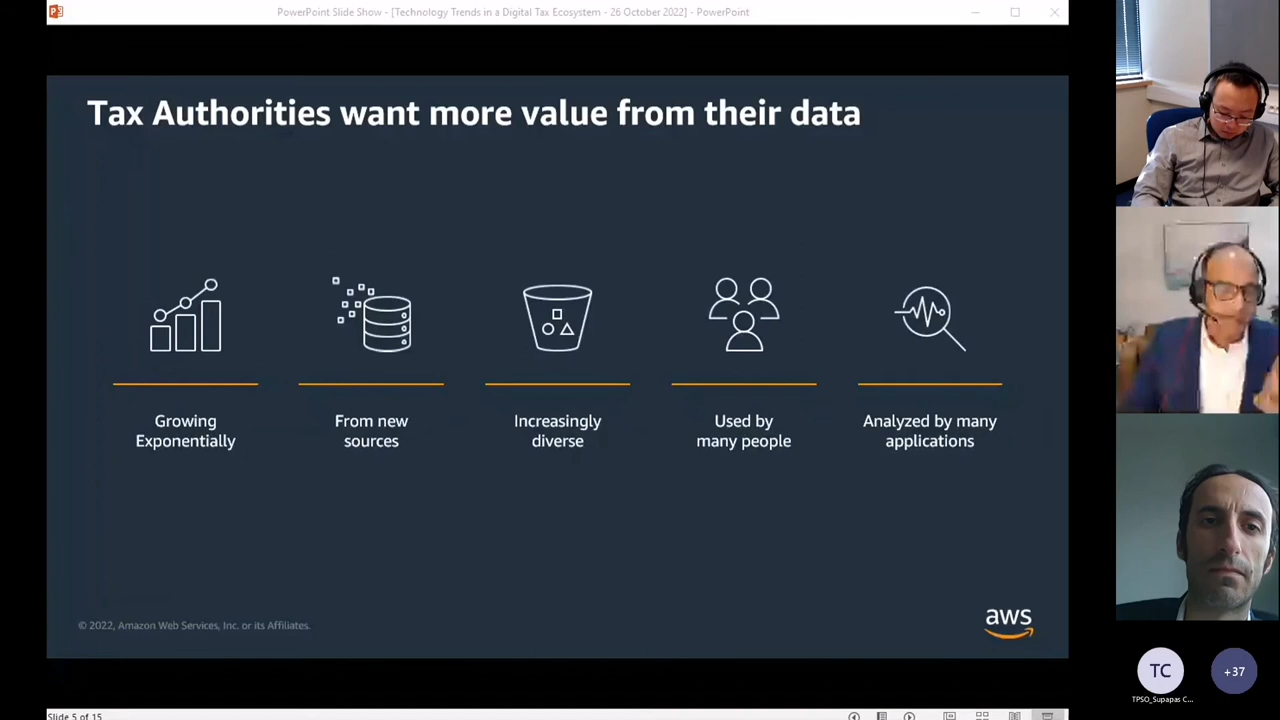 PowerPoint Slide Show - [Technology Trends in a Digital Tax Ecosystem - 26 October 2022] - PowerPoint
Tax Authorities want more value from their data
Growing
Exponentially
From new
sources
Increasingly
diverse
Used by
many people
Analyzed by many
applications
© 2022, Amazon Web Services, Inc. or its Affiliates.
aws
TC
+37
TPSO_Supapas C...
Slide 5 of 15